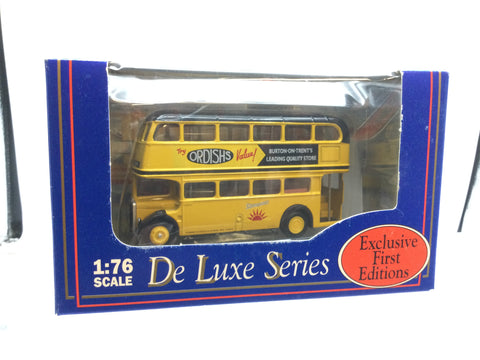 Try ORDISHS Value!
BURTON-ON-TRENT'S
LEADING QUALITY STORE
1:76
SCALE
De Luxe Series
Exclusive
First
Editions